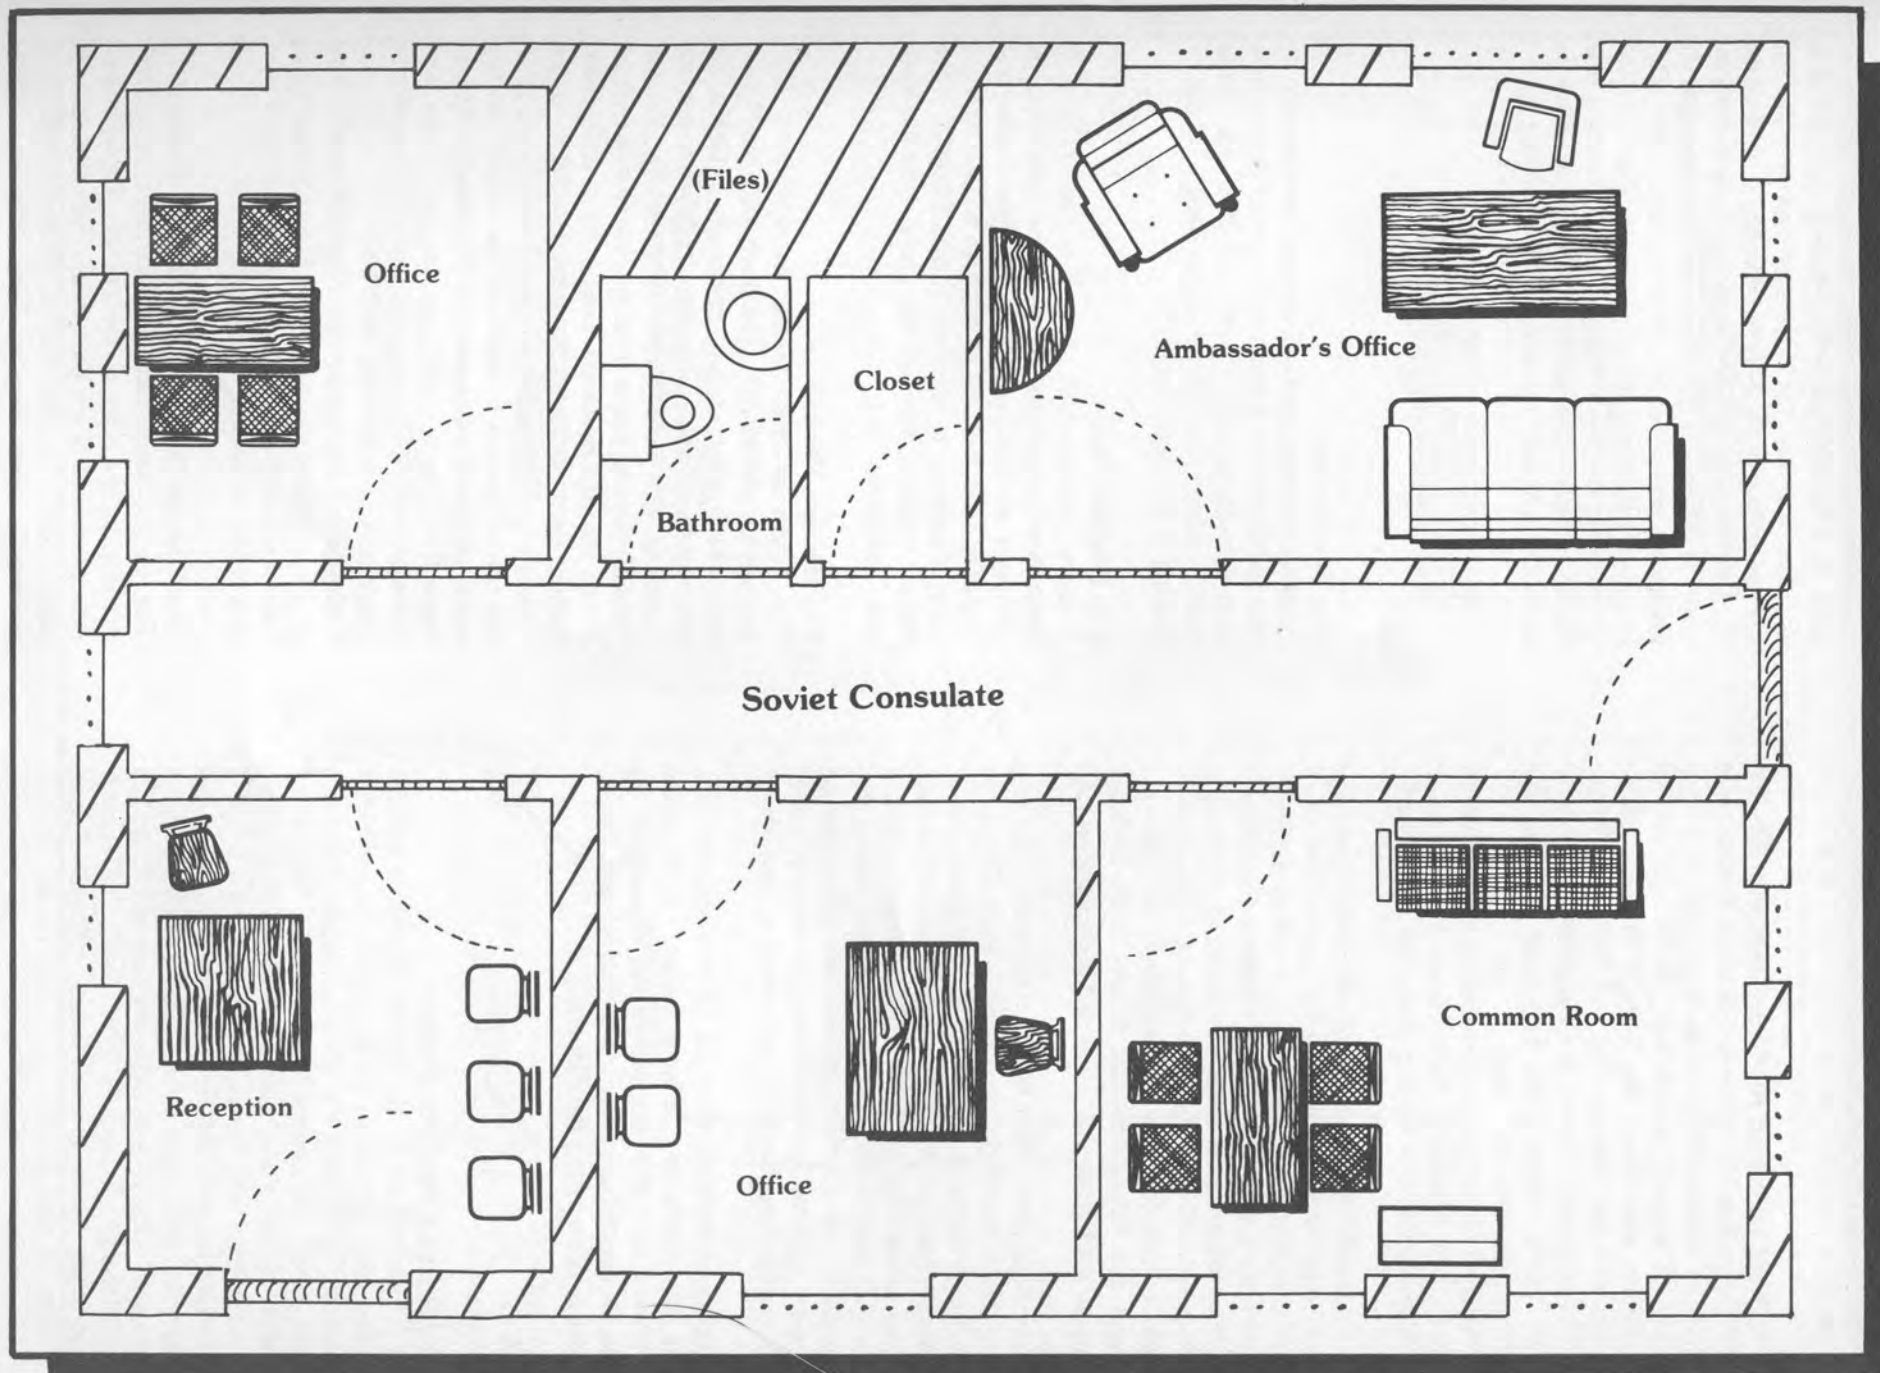 (Files)
Office
Ambassador's Office
Closet
Bathroom
Soviet Consulate
Common Room
Reception
Office